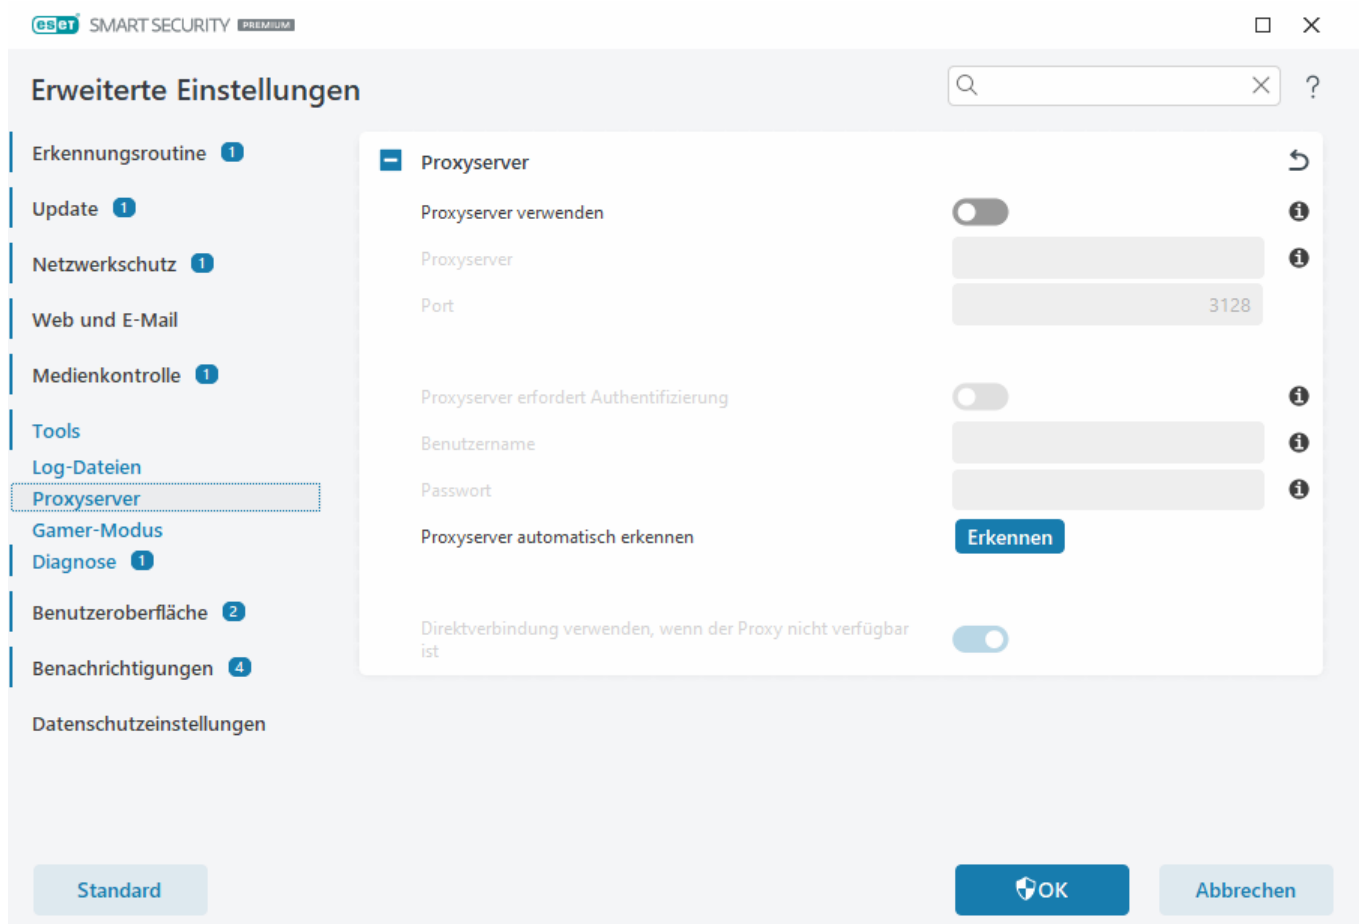 eset SMART SECURITY PREMIUM
Erweiterte Einstellungen
?
Erkennungsroutine 1
Update 1
Netzwerkschutz 1
Web und E-Mail
Medienkontrolle 1
Tools
Log-Dateien
Proxyserver
Gamer-Modus
Diagnose 1
Benutzeroberfläche 2
Benachrichtigungen 4
Datenschutzeinstellungen
Proxyserver
Proxyserver verwenden
Proxyserver
Port 3128
Proxyserver erfordert Authentifizierung
Benutzername
Passwort
Proxyserver automatisch erkennen Erkennen
Direktverbindung verwenden, wenn der Proxy nicht verfügbar
ist
Standard OK Abbrechen